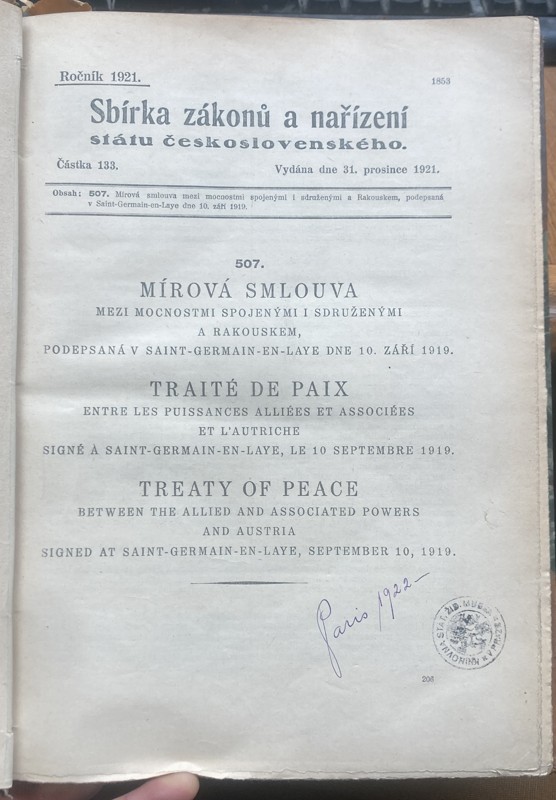 Ročník 1921.
1853
Sbírka zákonů a nařízení
státu československého.
Částka 133.
Vydána dne 31. prosince 1921.
Obsah: 507. Mírová smlouva mezi mocnostmi spojenými i sdruženými a Rakouskem, podepsaná
v Saint-Germain-en-Laye dne 10. září 1919.
507.
MÍROVÁ SMLOUVA
MEZI MOCNOSTMI SPOJENÝMI I SDRUŽENÝMI
A RAKOUSKEM,
PODEPSANÁ V SAINT-GERMAIN-EN-LAYE DNE 10. ZÁŘÍ 1919.
TRAITÉ DE PAIX
ENTRE LES PUISSANCES ALLIÉES ET ASSOCIÉES
ET L'AUTRICHE
SIGNÉ À SAINT-GERMAIN-EN-LAYE, LE 10 SEPTEMBRE 1919.
TREATY OF PEACE
BETWEEN THE ALLIED AND ASSOCIATED POWERS
AND AUSTRIA
SIGNED AT SAINT-GERMAIN-EN-LAYE, SEPTEMBER 10, 1919.
Paris 1922–
STÁT. ŽID. MUSEUM
KNIHOVNA
206